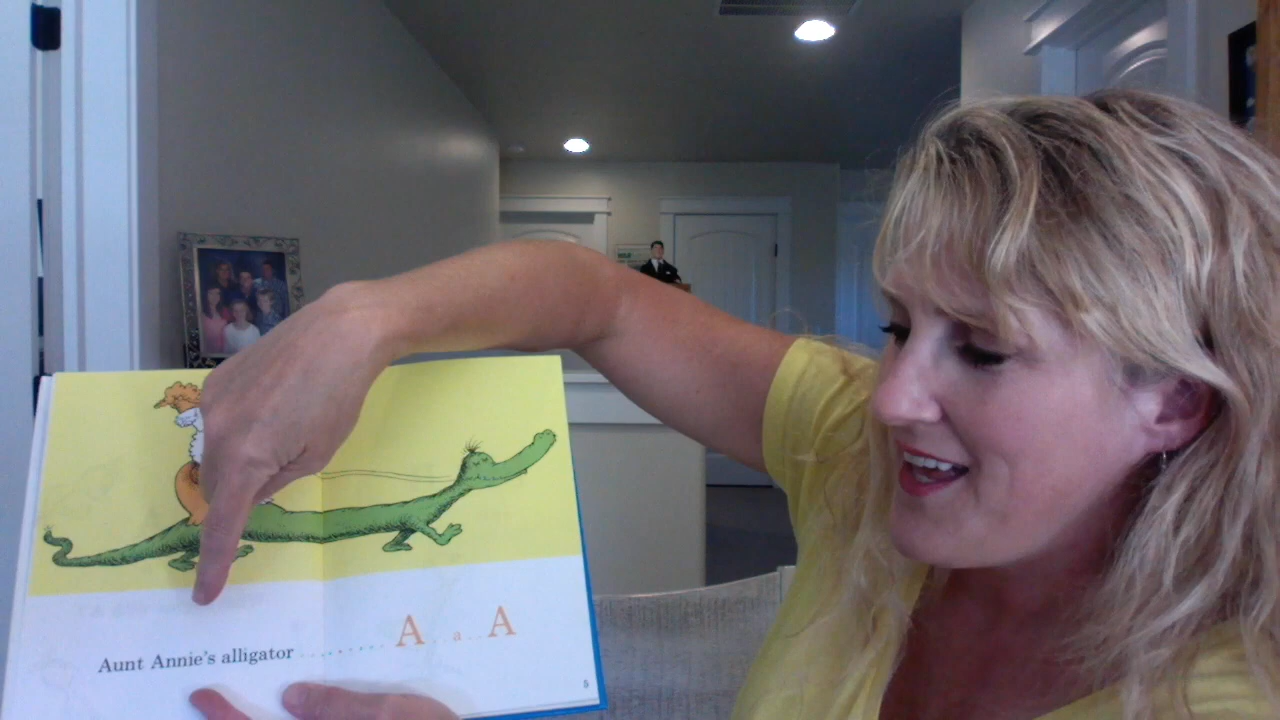 Aunt Annie's alligator . . . . . . . . A . . a . . A
5